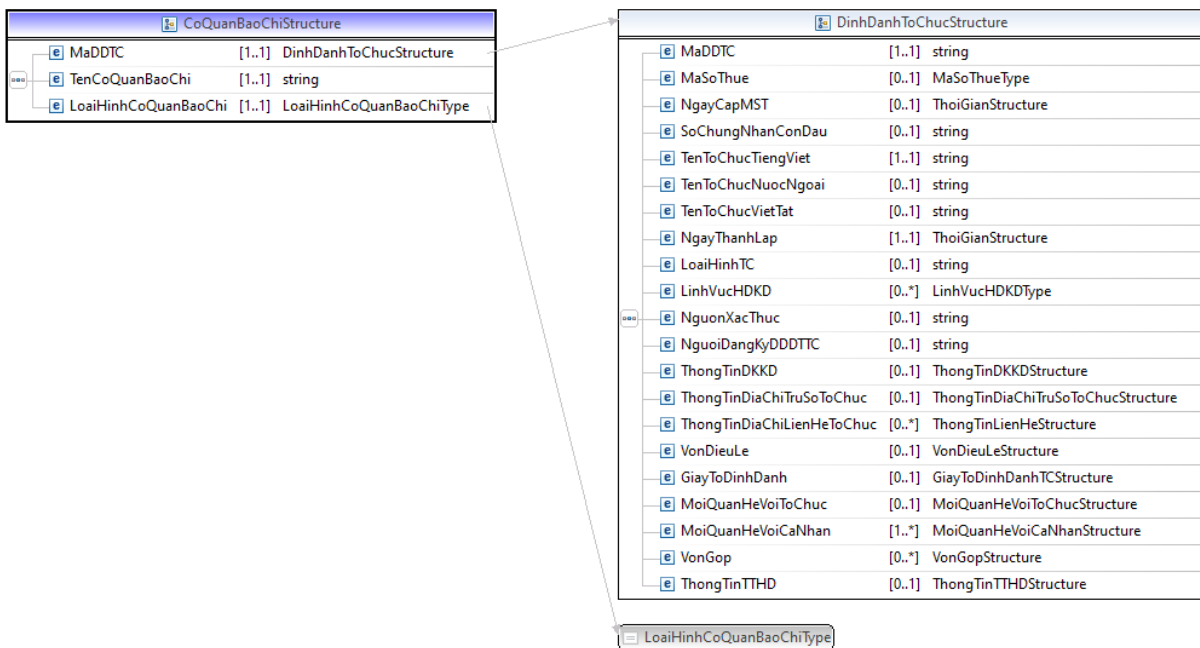 CoQuanBaoChiStructure
e MaDDTC [1..1] DinhDanhToChucStructure
e TenCoQuanBaoChi [1..1] string
e LoaiHinhCoQuanBaoChi [1..1] LoaiHinhCoQuanBaoChiType
DinhDanhToChucStructure
e MaDDTC [1..1] string
e MaSoThue [0..1] MaSoThueType
e NgayCapMST [0..1] ThoiGianStructure
e SoChungNhanConDau [0..1] string
e TenToChucTiengViet [1..1] string
e TenToChucNuocNgoai [0..1] string
e TenToChucVietTat [0..1] string
e NgayThanhLap [1..1] ThoiGianStructure
e LoaiHinhTC [0..1] string
e LinhVucHDKD [0..*] LinhVucHDKDType
e NguonXacThuc [0..1] string
e NguoiDangKyDDDTTC [0..1] string
e ThongTinDKKD [0..1] ThongTinDKKDStructure
e ThongTinDiaChiTruSoToChuc [0..1] ThongTinDiaChiTruSoToChucStructure
e ThongTinDiaChiLienHeToChuc [0..*] ThongTinLienHeStructure
e VonDieuLe [0..1] VonDieuLeStructure
e GiayToDinhDanh [0..1] GiayToDinhDanhTCStructure
e MoiQuanHeVoiToChuc [0..1] MoiQuanHeVoiToChucStructure
e MoiQuanHeVoiCaNhan [1..*] MoiQuanHeVoiCaNhanStructure
e VonGop [0..*] VonGopStructure
e ThongTinTTHD [0..1] ThongTinTTHDStructure
LoaiHinhCoQuanBaoChiType